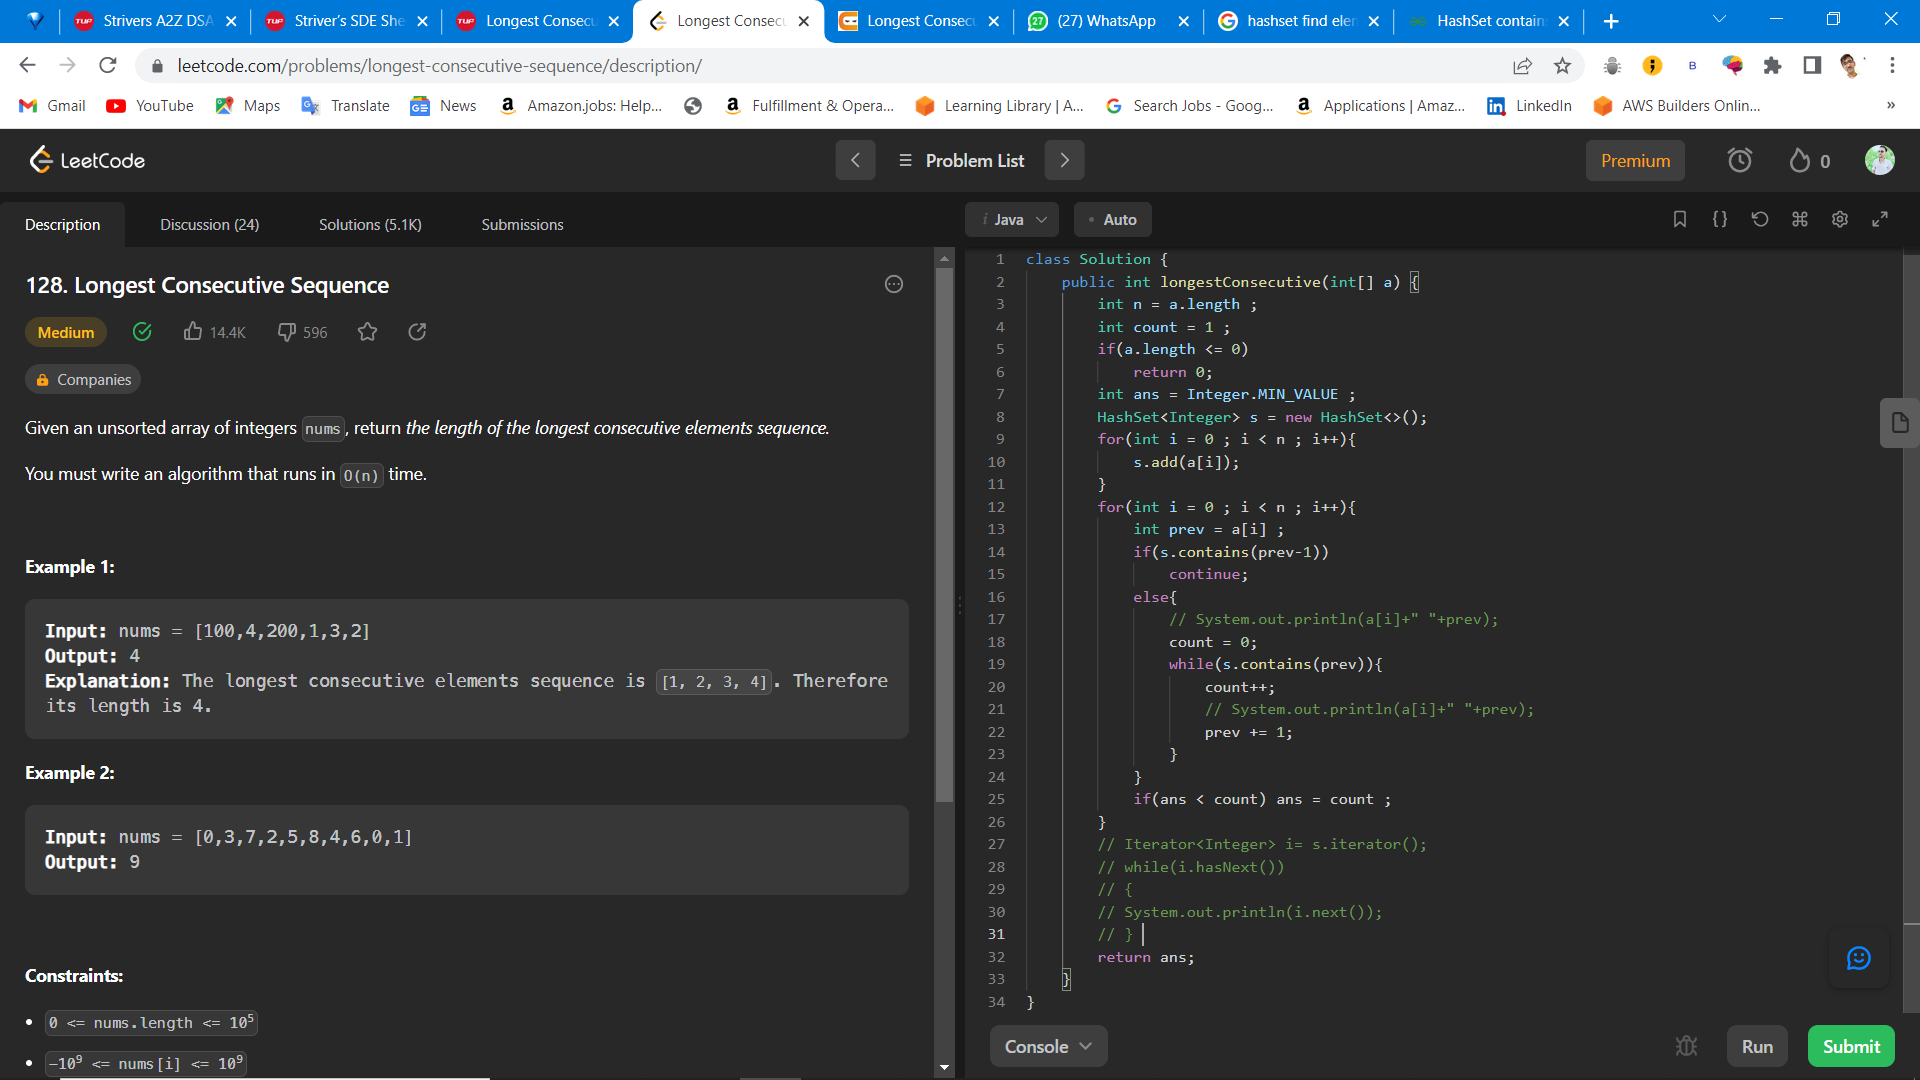 Strivers A2Z DSA
Striver's SDE She
Longest Consecu
Longest Consecu
Longest Consecu
(27) WhatsApp
hashset find elen
HashSet contain
leetcode.com/problems/longest-consecutive-sequence/description/
Gmail
YouTube
Maps
Translate
News
Amazon.jobs: Help...
Fulfillment & Opera...
Learning Library | A...
Search Jobs - Goog...
Applications | Amaz...
LinkedIn
AWS Builders Onlin...
»
LeetCode
Problem List
Premium
0
Description
Discussion (24)
Solutions (5.1K)
Submissions
i Java
• Auto
128. Longest Consecutive Sequence
Medium
14.4K
596
Companies
Given an unsorted array of integers nums, return the length of the longest consecutive elements sequence.
You must write an algorithm that runs in O(n) time.
Example 1:
Input: nums = [100,4,200,1,3,2]
Output: 4
Explanation: The longest consecutive elements sequence is [1, 2, 3, 4]. Therefore
its length is 4.
Example 2:
Input: nums = [0,3,7,2,5,8,4,6,0,1]
Output: 9
Constraints:
• 0 <= nums.length <= 10⁵
• -10⁹ <= nums[i] <= 10⁹
1 class Solution {
2 public int longestConsecutive(int[] a) {
3 int n = a.length ;
4 int count = 1 ;
5 if(a.length <= 0)
6 return 0;
7 int ans = Integer.MIN_VALUE ;
8 HashSet<Integer> s = new HashSet<>();
9 for(int i = 0 ; i < n ; i++){
10 s.add(a[i]);
11 }
12 for(int i = 0 ; i < n ; i++){
13 int prev = a[i] ;
14 if(s.contains(prev-1))
15 continue;
16 else{
17 // System.out.println(a[i]+" "+prev);
18 count = 0;
19 while(s.contains(prev)){
20 count++;
21 // System.out.println(a[i]+" "+prev);
22 prev += 1;
23 }
24 }
25 if(ans < count) ans = count ;
26 }
27 // Iterator<Integer> i= s.iterator();
28 // while(i.hasNext())
29 // {
30 // System.out.println(i.next());
31 // }
32 return ans;
33 }
34 }
Console
Run
Submit